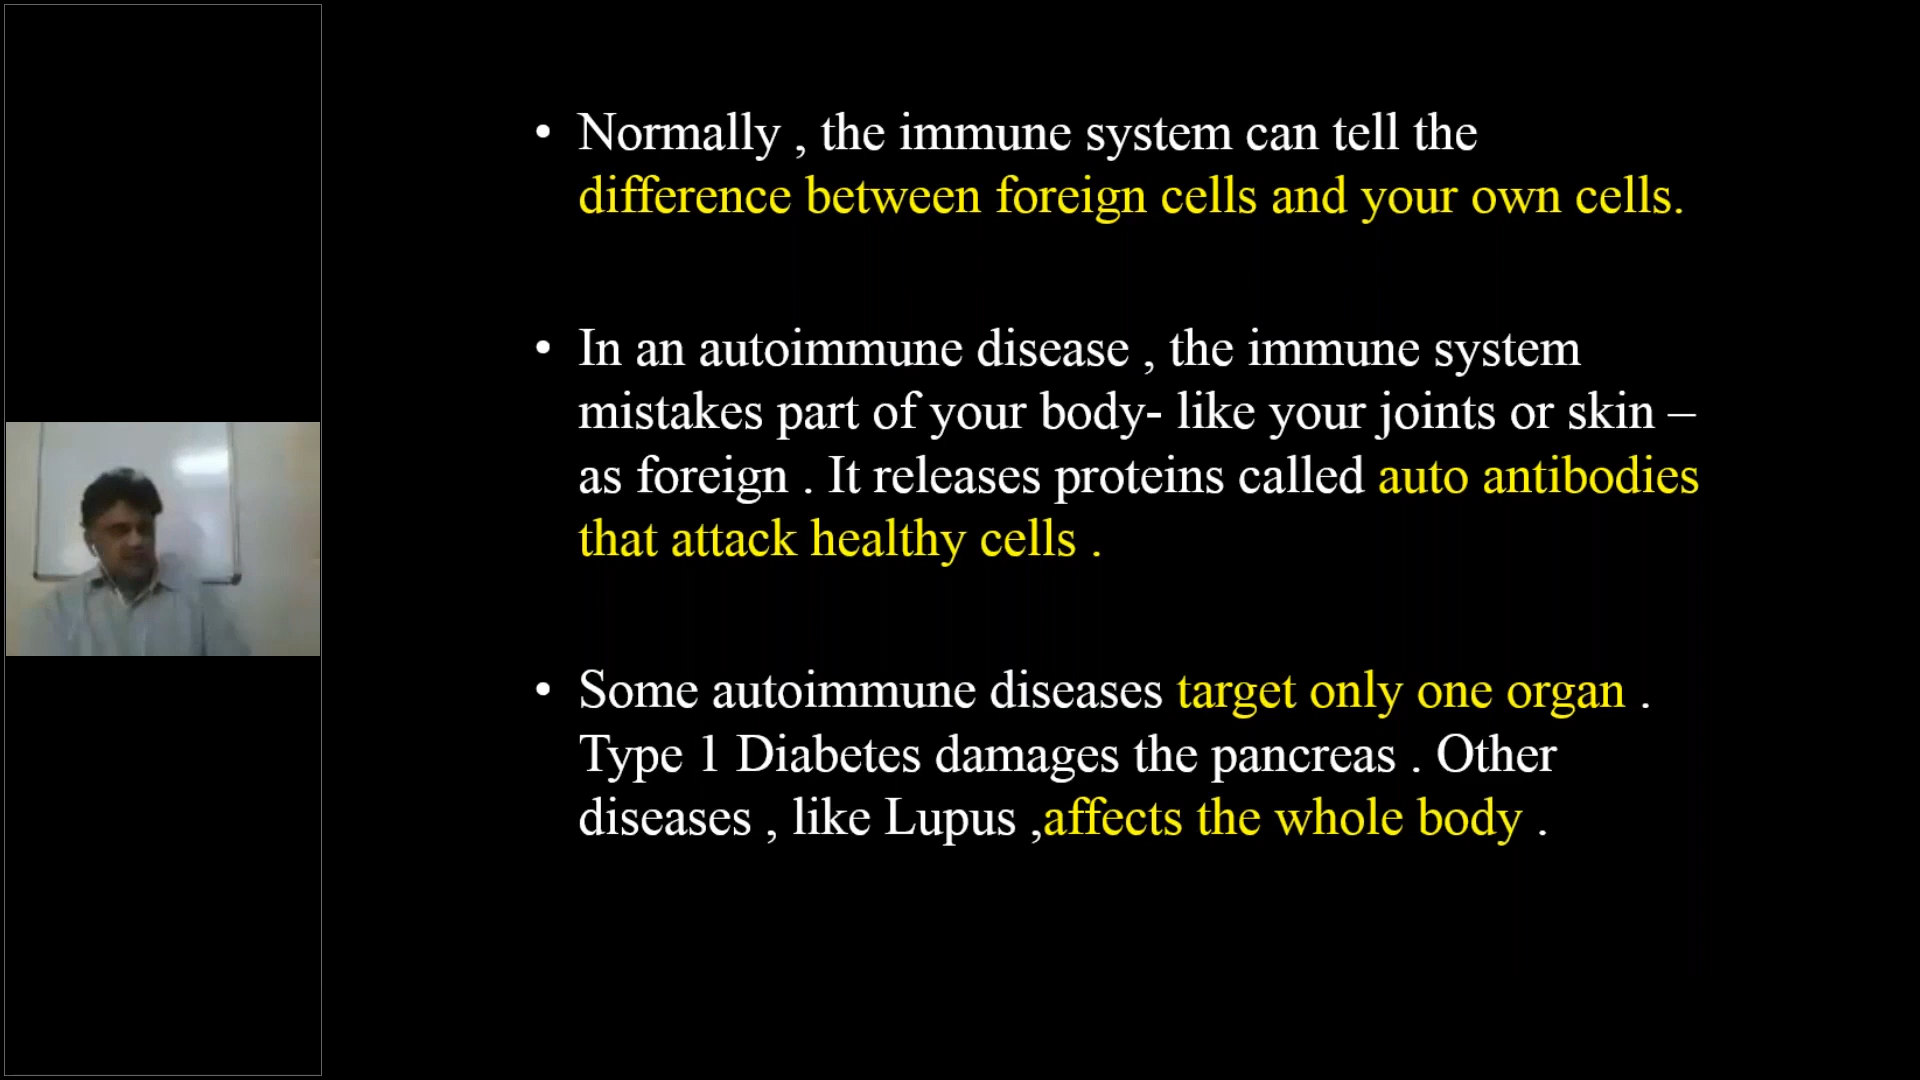 • Normally , the immune system can tell the
difference between foreign cells and your own cells.
• In an autoimmune disease , the immune system
mistakes part of your body- like your joints or skin –
as foreign . It releases proteins called auto antibodies
that attack healthy cells .
• Some autoimmune diseases target only one organ .
Type 1 Diabetes damages the pancreas . Other
diseases , like Lupus ,affects the whole body .